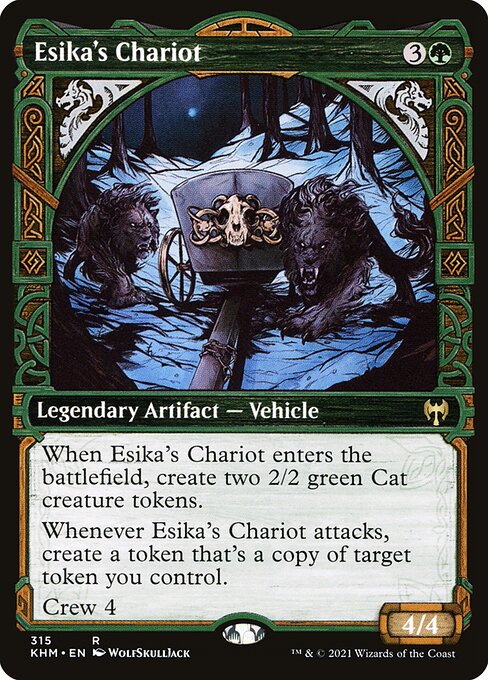 Esika's Chariot 3
Legendary Artifact — Vehicle
When Esika's Chariot enters the
battlefield, create two 2/2 green Cat
creature tokens.
Whenever Esika's Chariot attacks,
create a token that's a copy of target
token you control.
Crew 4
4/4
315 R
KHM • EN WolfSkullJack
™ & © 2021 Wizards of the Coast